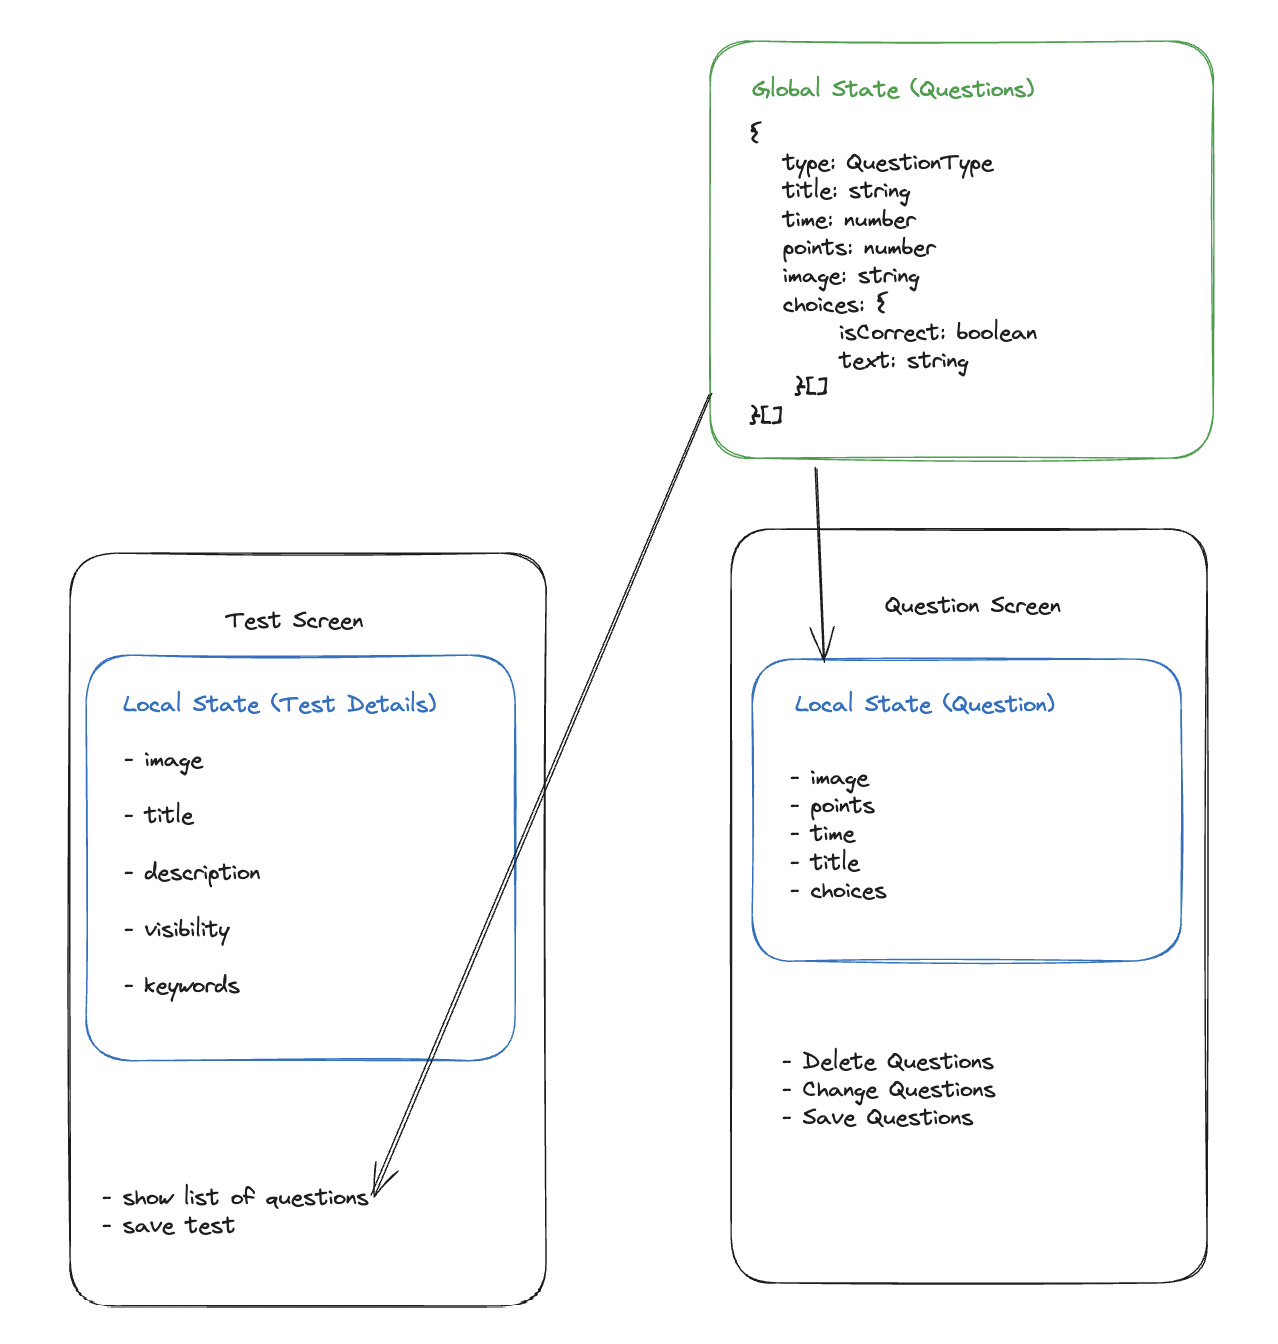 Global State (Questions)
{
type: QuestionType
title: string
time: number
points: number
image: string
choices: {
isCorrect: boolean
text: string
}[]
}[]
Test Screen
Local State (Test Details)
- image
- title
- description
- visibility
- keywords
- show list of questions
- save test
Question Screen
Local State (Question)
- image
- points
- time
- title
- choices
- Delete Questions
- Change Questions
- Save Questions